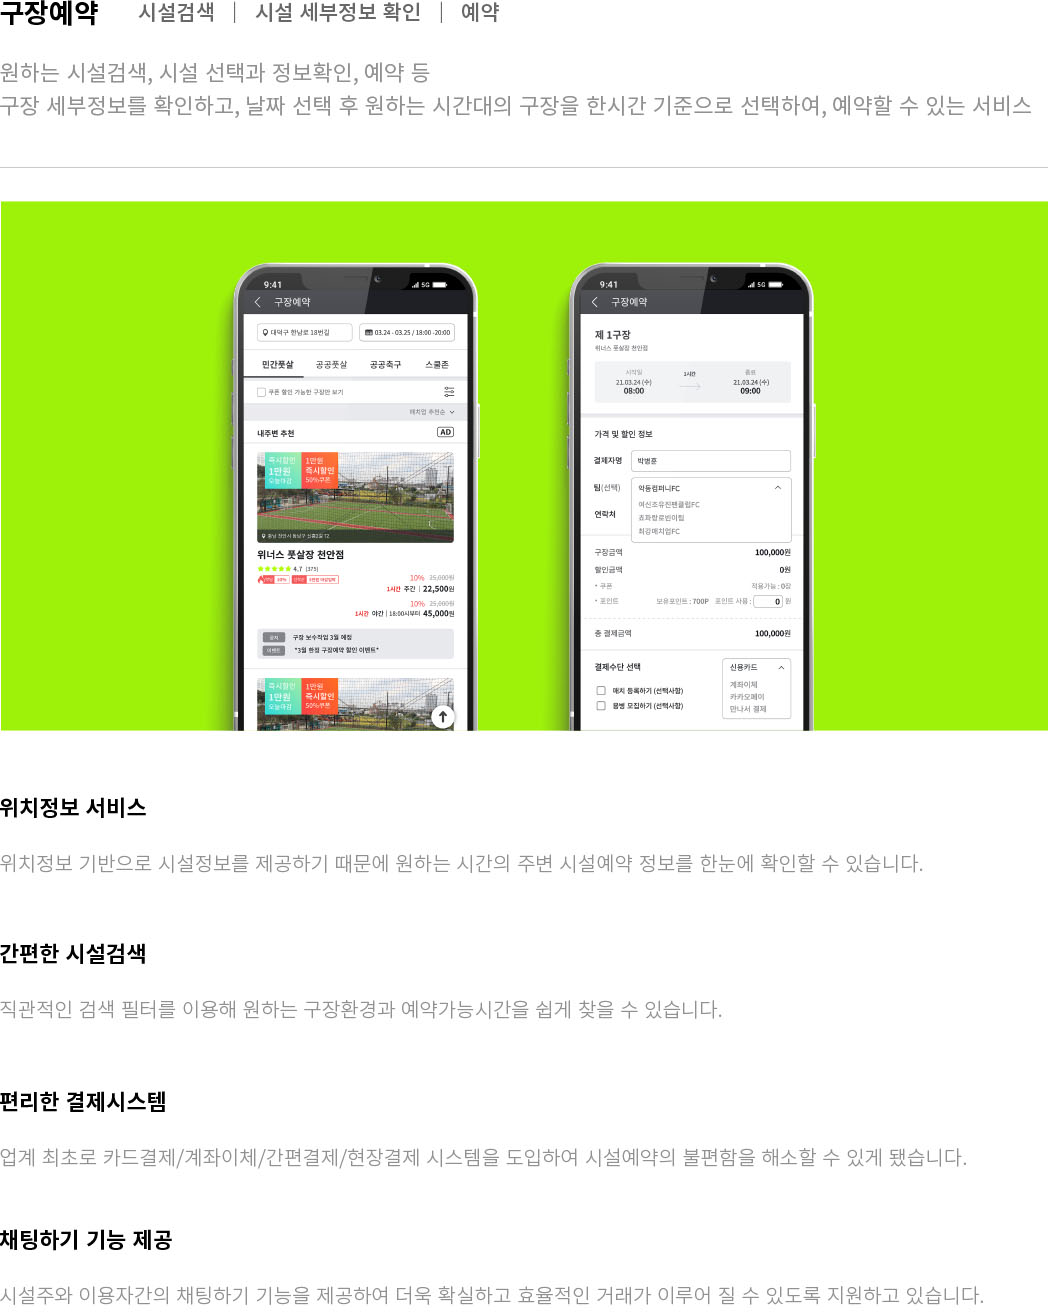 구장예약 시설검색 | 시설 세부정보 확인 | 예약
원하는 시설검색, 시설 선택과 정보확인, 예약 등
구장 세부정보를 확인하고, 날짜 선택 후 원하는 시간대의 구장을 한시간 기준으로 선택하여, 예약할 수 있는 서비스
9:41 5G
구장예약
대덕구 한남로 18번길 03.24 - 03.25 / 18:00 -20:00
민간풋살 공공풋살 공공축구 스쿨존
쿠폰 할인 가능한 구장만 보기
매치업 추천순
내주변 추천 AD
즉시할인 1만원
1만원 즉시할인
오늘마감 50%쿠폰
충남 천안시 동남구
위너스 풋살장 천안점
4.7 (375)
10% 25,000원
1시간 주간 | 22,500원
10% 25,000원
1시간 야간 | 18:00시부터 45,000원
공지 구장 보수작업 3월 예정
이벤트 *3월 한정 구장예약 할인 이벤트*
즉시할인 1만원
1만원 즉시할인
오늘마감 50%쿠폰
9:41 5G
구장예약
제 1구장
위너스 풋살장 천안점
시작일 1시간 종료
21.03.24 (수) 21.03.24 (수)
08:00 09:00
가격 및 할인 정보
결제자명 박병훈
팀(선택) 악동컴퍼니FC
여신조유진팬클럽FC
연락처
쵸파랑로빈이팀
최강매치업FC
구장금액 100,000원
할인금액 0원
• 쿠폰 적용가능 : 0장
• 포인트 보유포인트 : 700P 포인트 사용 : 0 원
총 결제금액 100,000원
결제수단 선택 신용카드
계좌이체
매치 등록하기 (선택사항) 카카오페이
용병 모집하기 (선택사항) 만나서 결제
위치정보 서비스
위치정보 기반으로 시설정보를 제공하기 때문에 원하는 시간의 주변 시설예약 정보를 한눈에 확인할 수 있습니다.
간편한 시설검색
직관적인 검색 필터를 이용해 원하는 구장환경과 예약가능시간을 쉽게 찾을 수 있습니다.
편리한 결제시스템
업계 최초로 카드결제/계좌이체/간편결제/현장결제 시스템을 도입하여 시설예약의 불편함을 해소할 수 있게 됐습니다.
채팅하기 기능 제공
시설주와 이용자간의 채팅하기 기능을 제공하여 더욱 확실하고 효율적인 거래가 이루어 질 수 있도록 지원하고 있습니다.